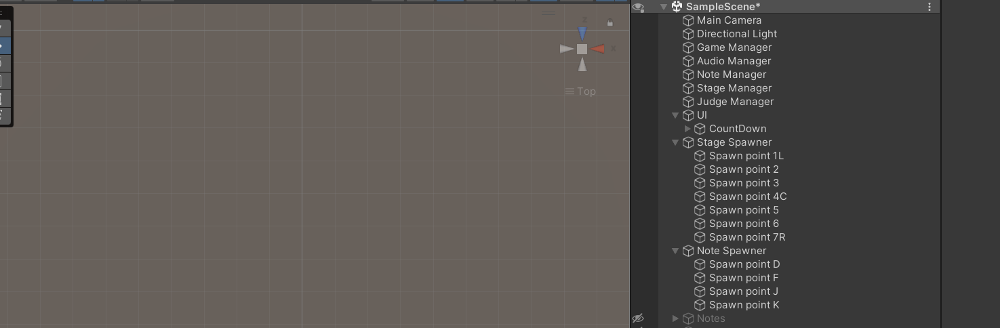 SampleScene*
Main Camera
Directional Light
Game Manager
Audio Manager
Note Manager
Stage Manager
Judge Manager
UI
CountDown
Stage Spawner
Spawn point 1L
Spawn point 2
Spawn point 3
Spawn point 4C
Spawn point 5
Spawn point 6
Spawn point 7R
Note Spawner
Spawn point D
Spawn point F
Spawn point J
Spawn point K
Notes
Z
X
Top